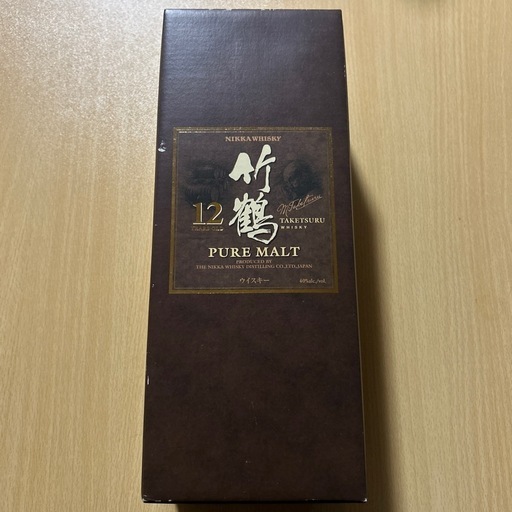 NIKKA WHISKY
竹鶴
12
TAKETSURU
WHISKY
PURE MALT
PRODUCED BY
THE NIKKA WHISKY DISTILLING CO., LTD., JAPAN
ウイスキー